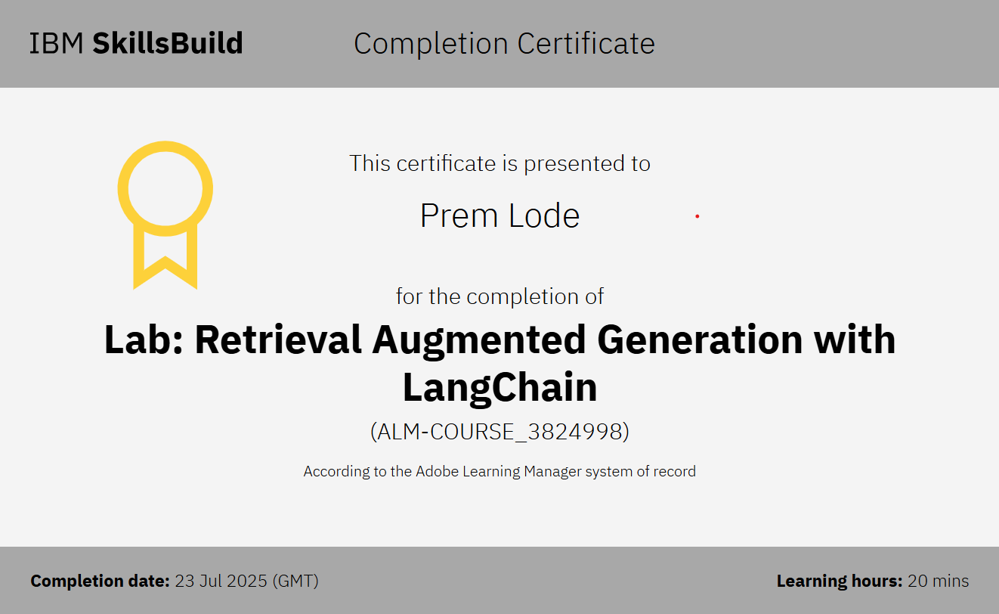 IBM SkillsBuild
Completion Certificate
This certificate is presented to
Prem Lode
for the completion of
Lab: Retrieval Augmented Generation with
LangChain
(ALM-COURSE_3824998)
According to the Adobe Learning Manager system of record
Completion date: 23 Jul 2025 (GMT)
Learning hours: 20 mins